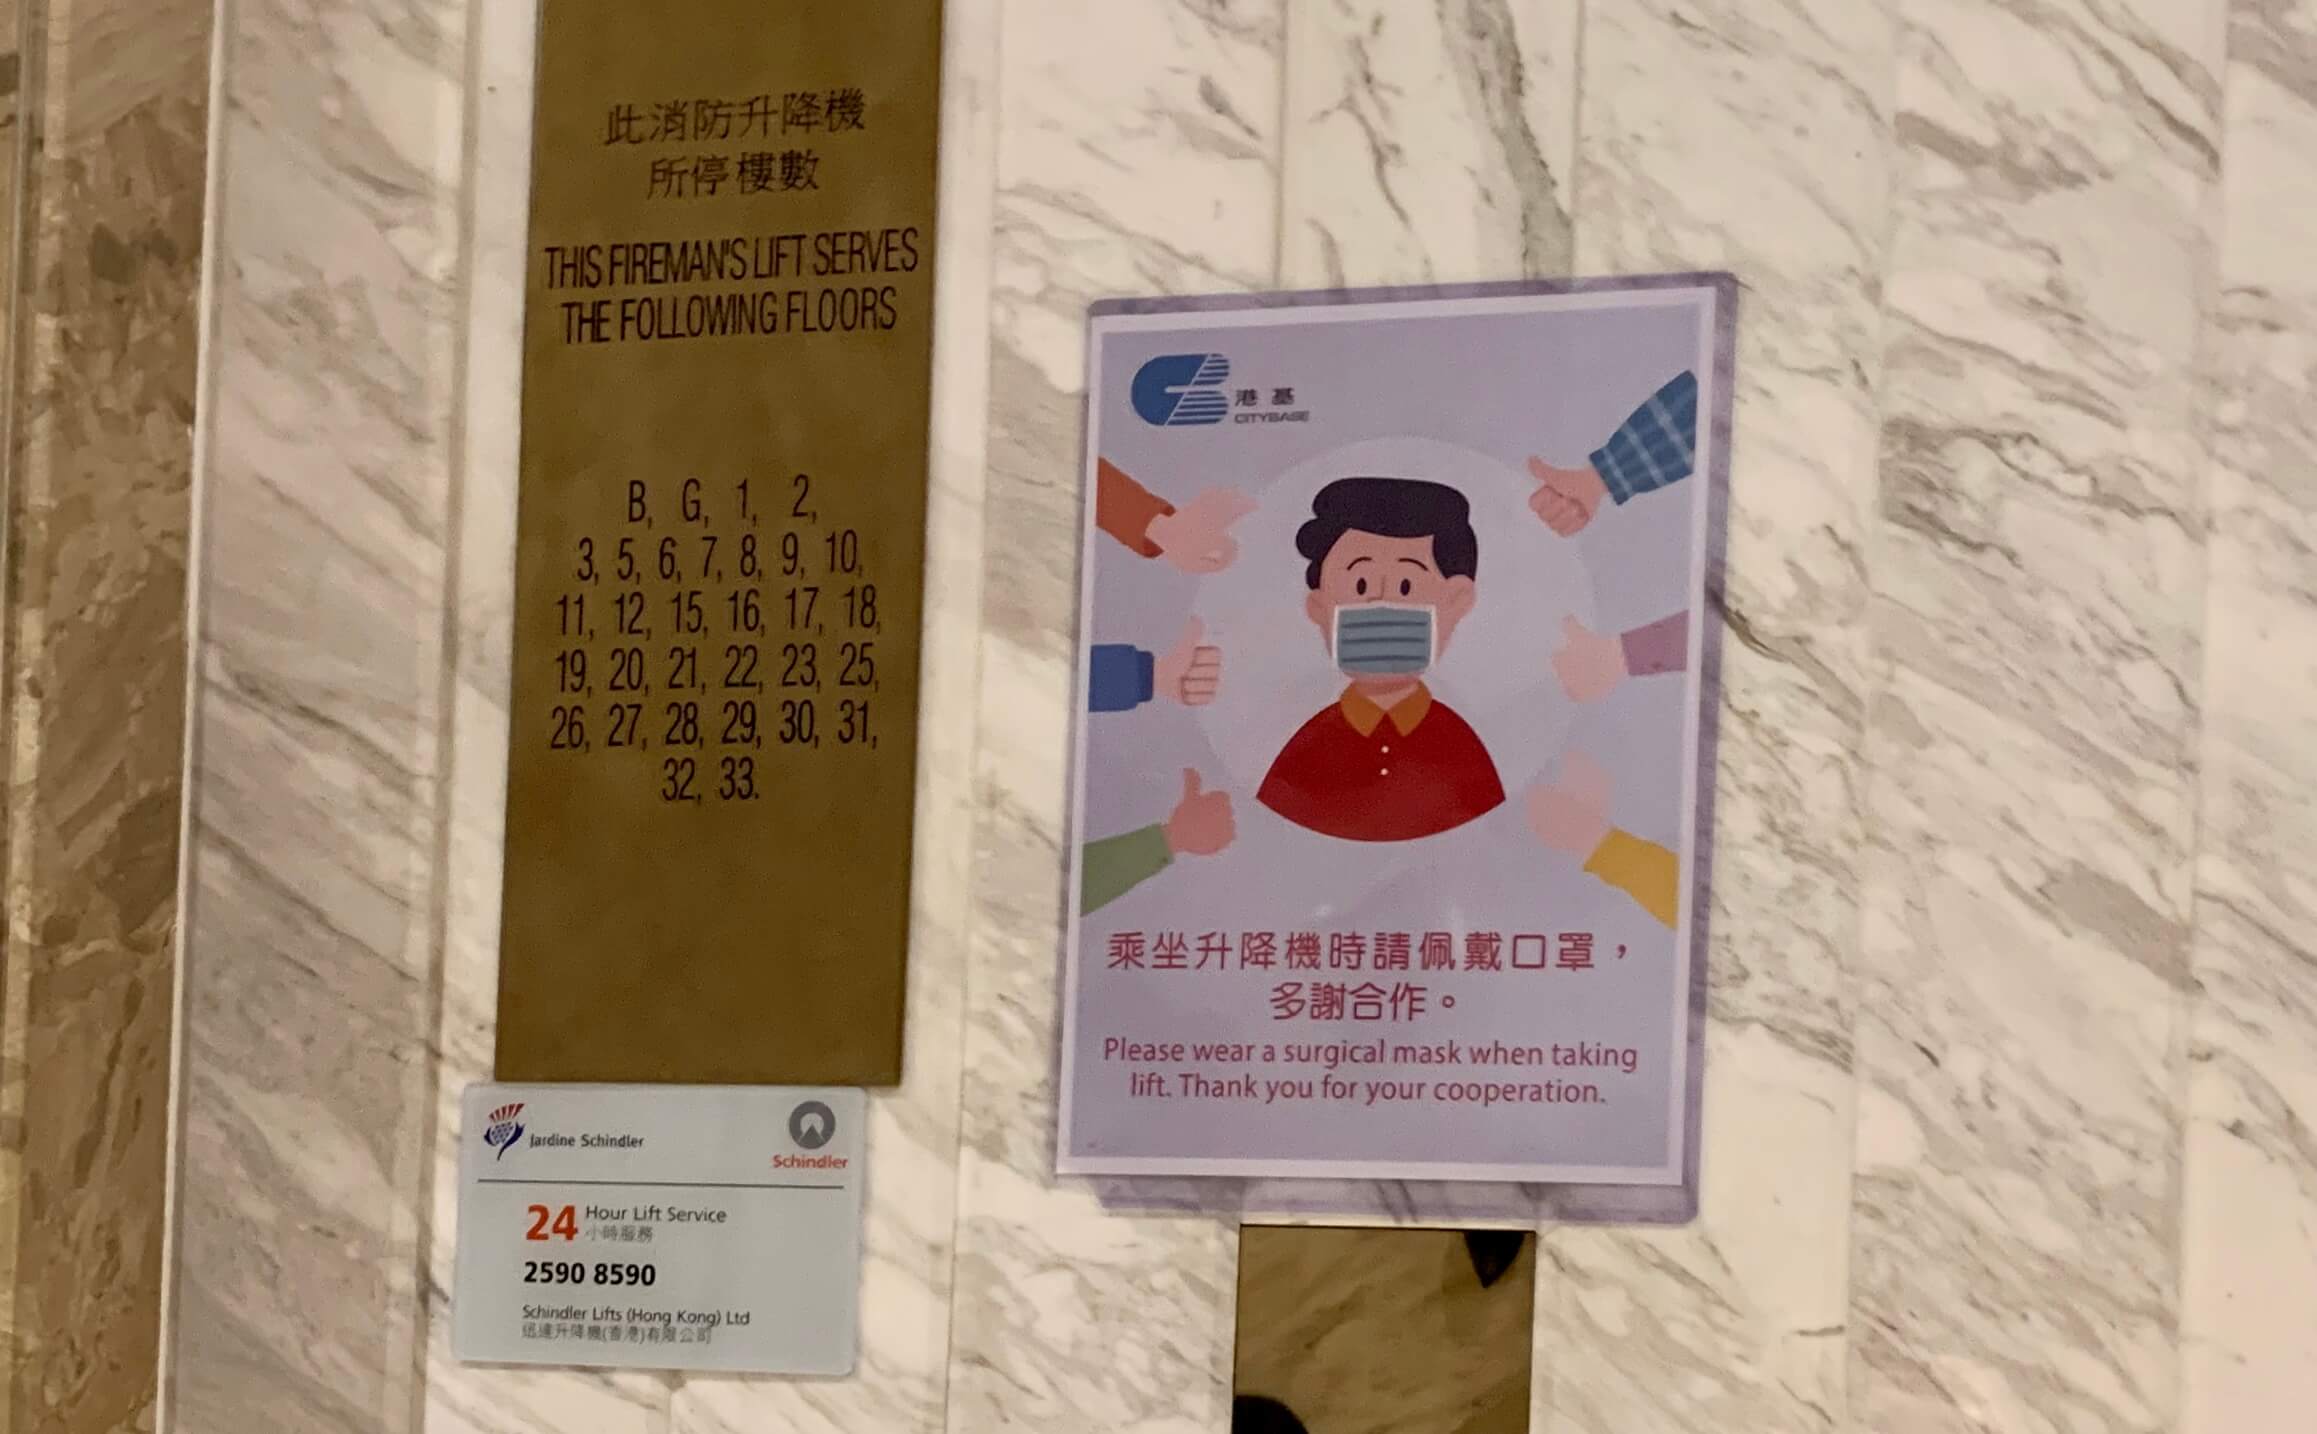 此消防升降機
所停樓數
THIS FIREMAN'S LIFT SERVES
THE FOLLOWING FLOORS
B, G, 1, 2,
3, 5, 6, 7, 8, 9, 10,
11, 12, 15, 16, 17, 18,
19, 20, 21, 22, 23, 25,
26, 27, 28, 29, 30, 31,
32, 33.
Jardine Schindler
Schindler
24 Hour Lift Service
小時服務
2590 8590
Schindler Lifts (Hong Kong) Ltd
迅達升降機(香港)有限公司
港基
CITYBASE
乘坐升降機時請佩戴口罩，
多謝合作。
Please wear a surgical mask when taking
lift. Thank you for your cooperation.